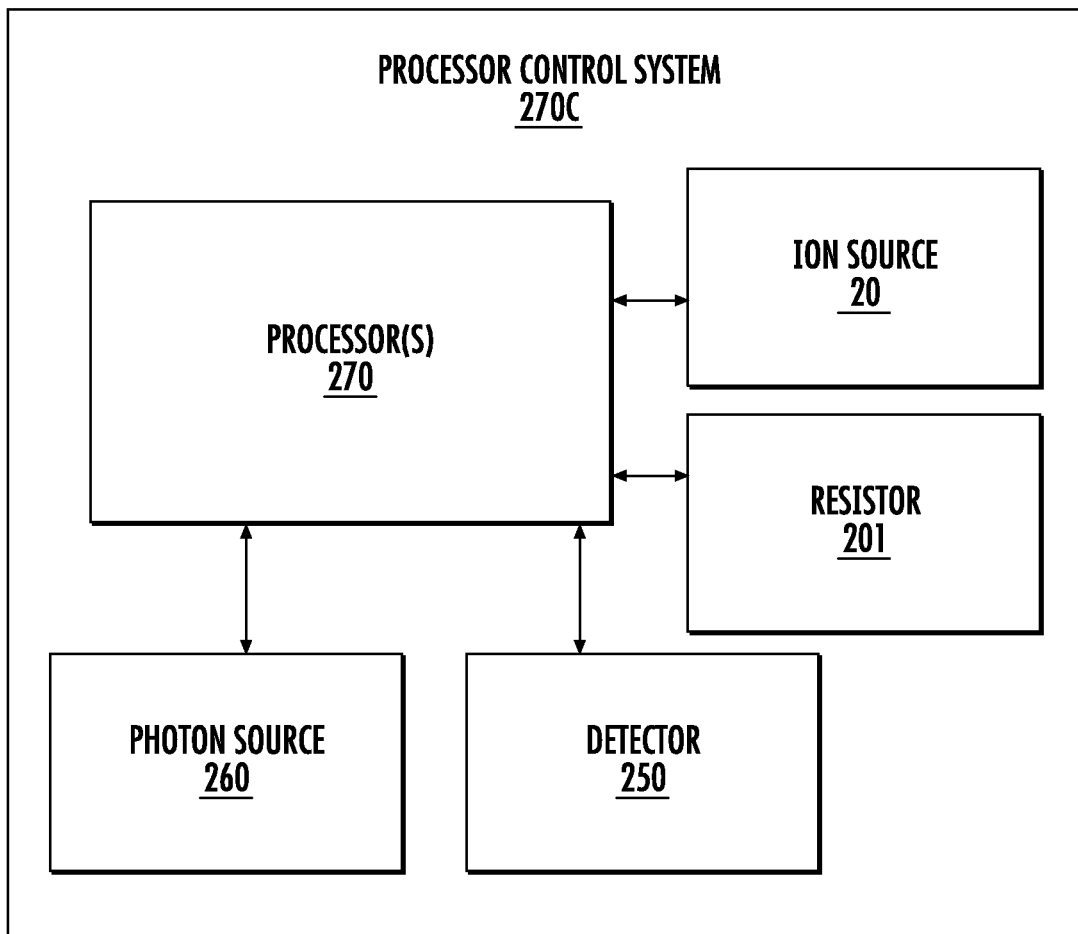 PROCESSOR CONTROL SYSTEM
270C
ION SOURCE
20
PROCESSOR(S)
270
RESISTOR
201
PHOTON SOURCE
260
DETECTOR
250